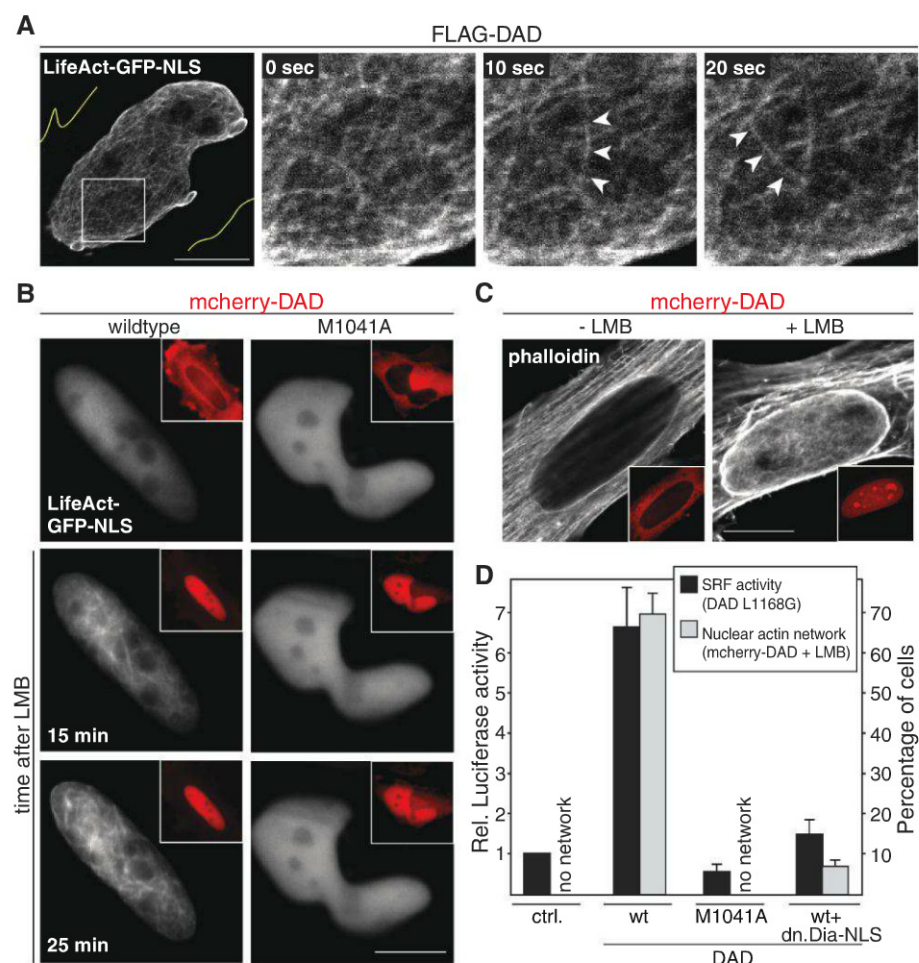 A
FLAG-DAD
LifeAct-GFP-NLS
0 sec
10 sec
20 sec
B
mcherry-DAD
wildtype
M1041A
LifeAct-
GFP-NLS
time after LMB
15 min
25 min
C
mcherry-DAD
- LMB
+ LMB
phalloidin
D
Rel. Luciferase activity
7
6
5
4
3
2
1
SRF activity
(DAD L1168G)
Nuclear actin network
(mcherry-DAD + LMB)
70
60
50
40
30
20
10
Percentage of cells
no network
no network
ctrl.
wt
M1041A
wt+
dn.Dia-NLS
DAD